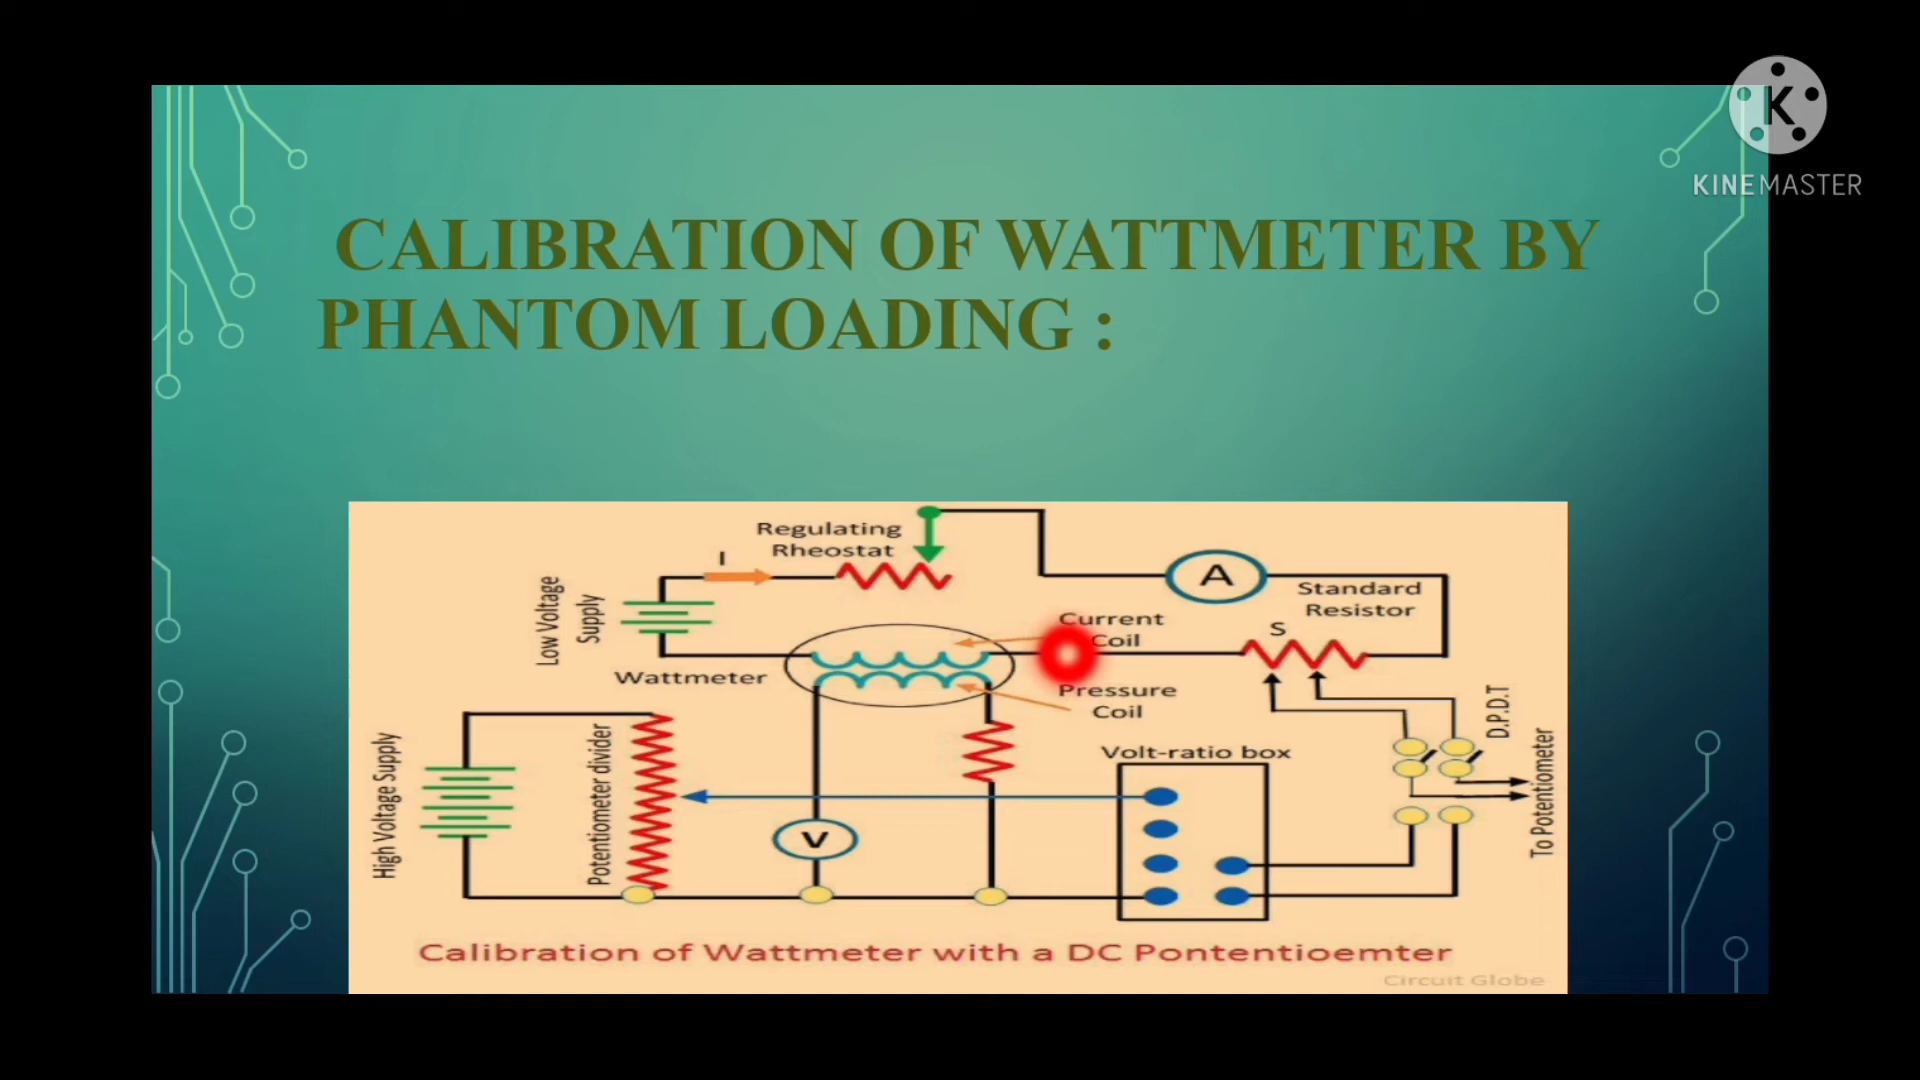 KINEMASTER
CALIBRATION OF WATTMETER BY
PHANTOM LOADING :
Regulating
Rheostat
I
A
Standard
Resistor
S
Low Voltage
Supply
Current
Coil
Wattmeter
Pressure
Coil
D.P.D.T
High Voltage Supply
Potentiometer divider
Volt-ratio box
V
To Potentiometer
Calibration of Wattmeter with a DC Pontentioemter
Circuit Globe